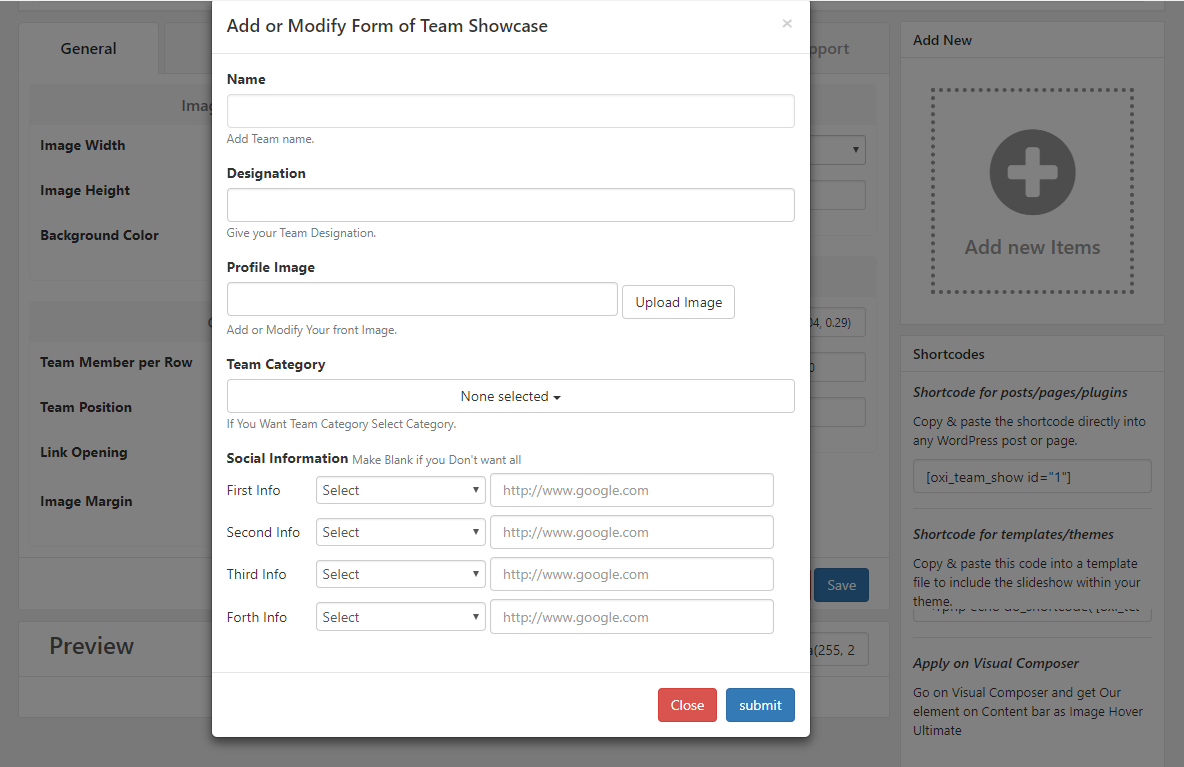 Add or Modify Form of Team Showcase
×
Name
Add Team name.
Designation
Give your Team Designation.
Profile Image
Upload Image
Add or Modify Your front Image.
Team Category
None selected
If You Want Team Category Select Category.
Social Information Make Blank if you Don't want all
First Info Select http://www.google.com
Second Info Select http://www.google.com
Third Info Select http://www.google.com
Forth Info Select http://www.google.com
Close submit
General
Image Width
Image Height
Background Color
Team Member per Row
Team Position
Link Opening
Image Margin
0.29)
Save
Preview
(255, 2
Add New
Add new Items
Shortcodes
Shortcode for posts/pages/plugins
Copy & paste the shortcode directly into
any WordPress post or page.
[oxi_team_show id="1"]
Shortcode for templates/themes
Copy & paste this code into a template
file to include the slideshow within your
theme.
Apply on Visual Composer
Go on Visual Composer and get Our
element on Content bar as Image Hover
Ultimate